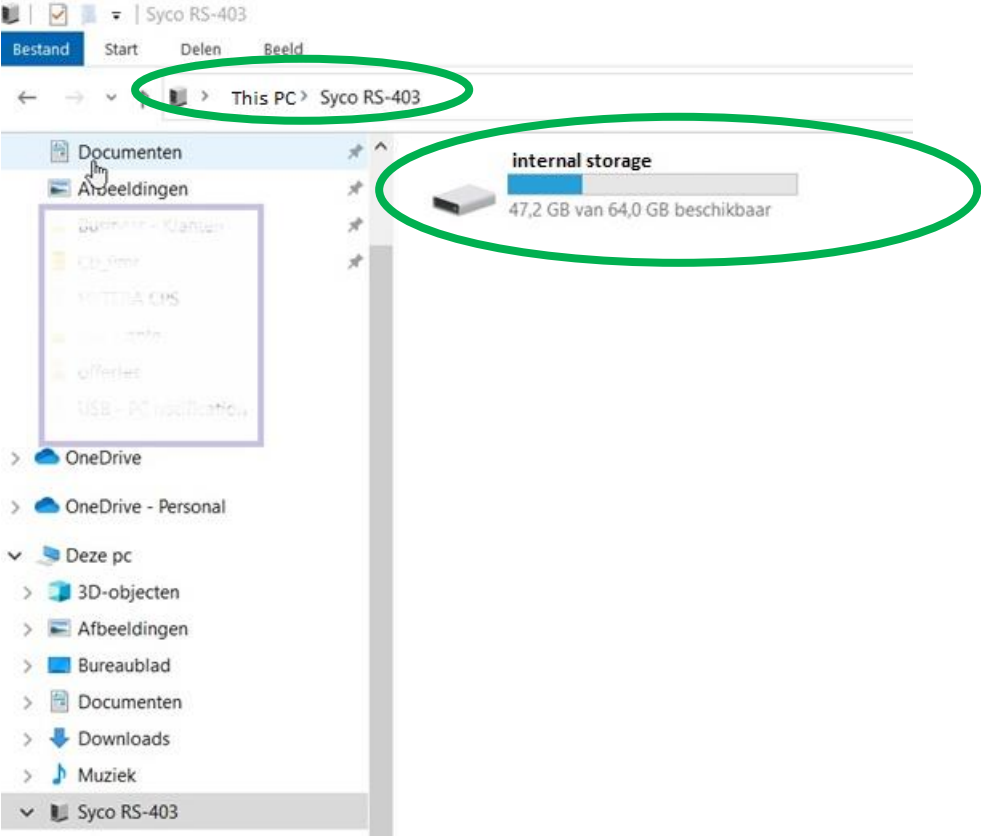 Syco RS-403
Bestand Start Delen Beeld
This PC > Syco RS-403
Documenten
Afbeeldingen
CPS
offertes
OneDrive
OneDrive - Personal
Deze pc
3D-objecten
Afbeeldingen
Bureaublad
Documenten
Downloads
Muziek
Syco RS-403
internal storage
47,2 GB van 64,0 GB beschikbaar